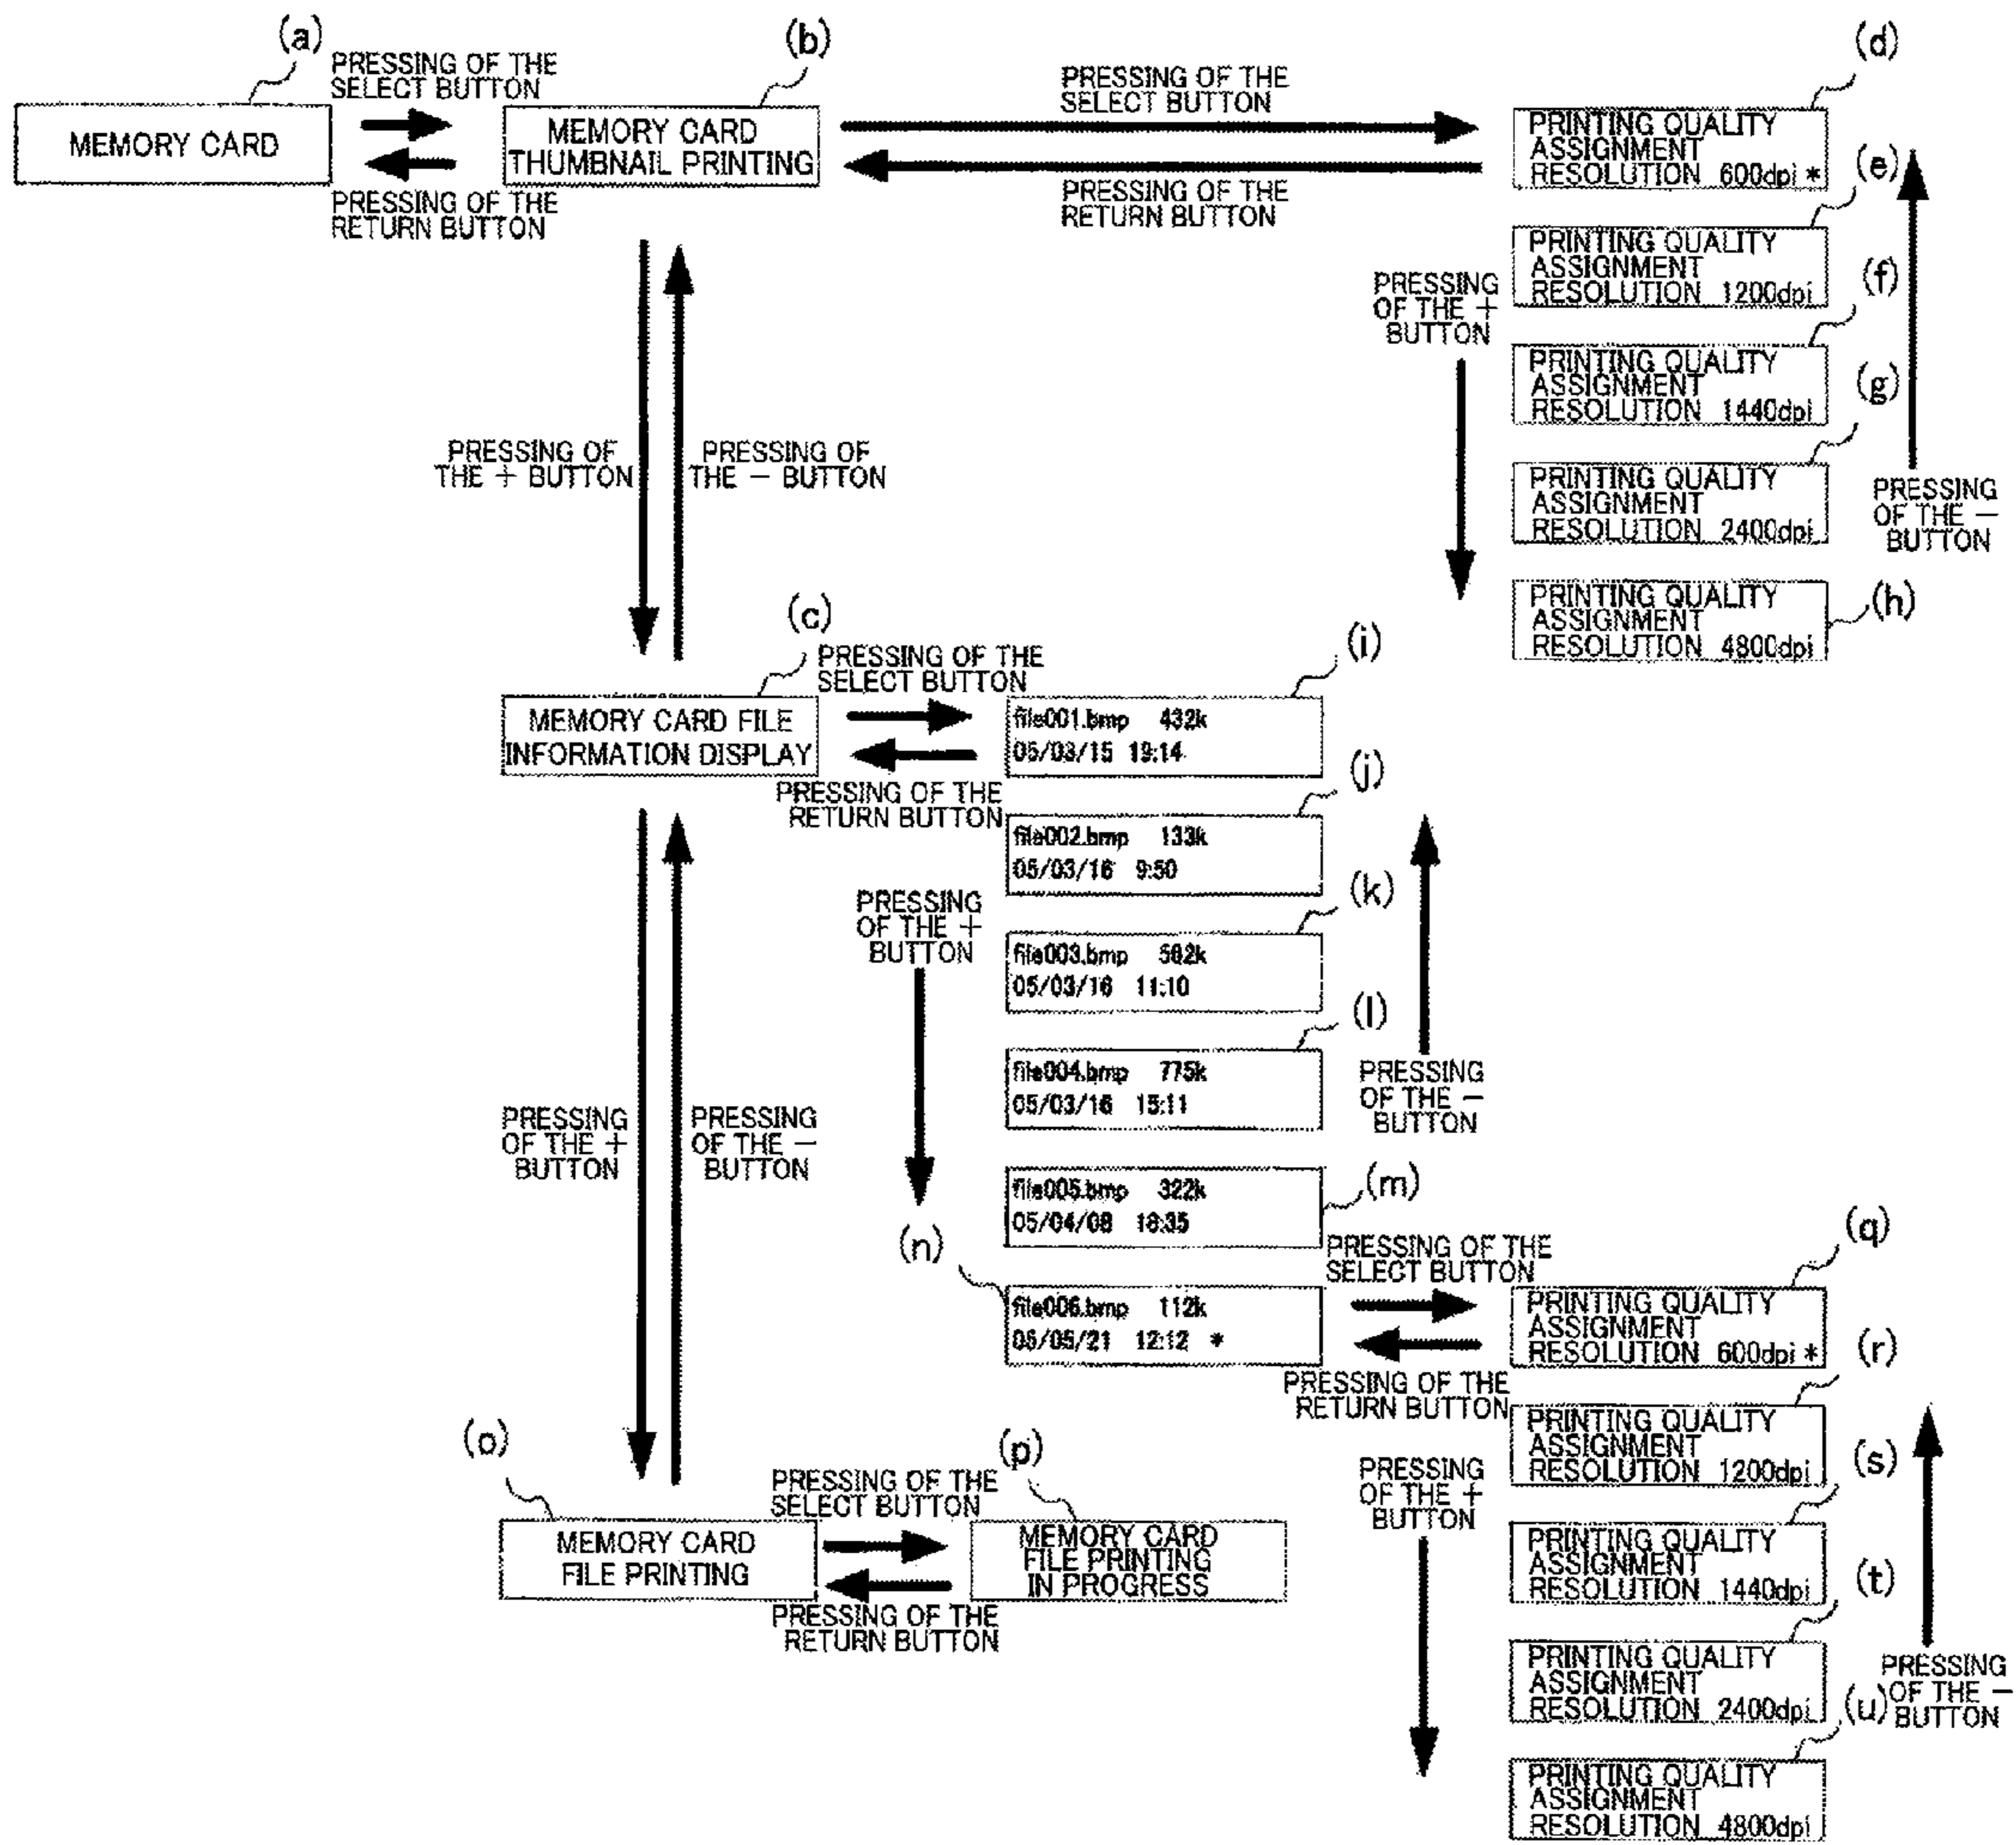 (a)
PRESSING OF THE
SELECT BUTTON
MEMORY CARD
PRESSING OF THE
RETURN BUTTON
(b)
MEMORY CARD
THUMBNAIL PRINTING
PRESSING OF THE
SELECT BUTTON
PRESSING OF THE
RETURN BUTTON
(d)
PRINTING QUALITY
ASSIGNMENT
RESOLUTION 600dpi *
(e)
PRINTING QUALITY
ASSIGNMENT
RESOLUTION 1200dpi
(f)
PRINTING QUALITY
ASSIGNMENT
RESOLUTION 1440dpi
(g)
PRINTING QUALITY
ASSIGNMENT
RESOLUTION 2400dpi
(h)
PRINTING QUALITY
ASSIGNMENT
RESOLUTION 4800dpi
PRESSING
OF THE +
BUTTON
PRESSING
OF THE −
BUTTON
PRESSING OF
THE + BUTTON
PRESSING OF
THE − BUTTON
(c)
PRESSING OF THE
SELECT BUTTON
MEMORY CARD FILE
INFORMATION DISPLAY
PRESSING OF THE
RETURN BUTTON
(i)
file001.bmp 432k
05/03/15 19:14
(j)
file002.bmp 133k
05/03/16 9:50
(k)
file003.bmp 562k
05/03/16 11:10
(l)
file004.bmp 775k
05/03/16 15:11
(m)
file005.bmp 322k
05/04/08 18:35
(n)
file006.bmp 112k
05/05/21 12:12 *
PRESSING
OF THE +
BUTTON
PRESSING
OF THE −
BUTTON
PRESSING
OF THE +
BUTTON
PRESSING
OF THE −
BUTTON
PRESSING OF THE
SELECT BUTTON
PRESSING OF THE
RETURN BUTTON
(q)
PRINTING QUALITY
ASSIGNMENT
RESOLUTION 600dpi *
(r)
PRINTING QUALITY
ASSIGNMENT
RESOLUTION 1200dpi
(s)
PRINTING QUALITY
ASSIGNMENT
RESOLUTION 1440dpi
(t)
PRINTING QUALITY
ASSIGNMENT
RESOLUTION 2400dpi
(u)
PRINTING QUALITY
ASSIGNMENT
RESOLUTION 4800dpi
PRESSING
OF THE +
BUTTON
PRESSING
OF THE −
BUTTON
(o)
MEMORY CARD
FILE PRINTING
PRESSING OF THE
SELECT BUTTON
PRESSING OF THE
RETURN BUTTON
(p)
MEMORY CARD
FILE PRINTING
IN PROGRESS